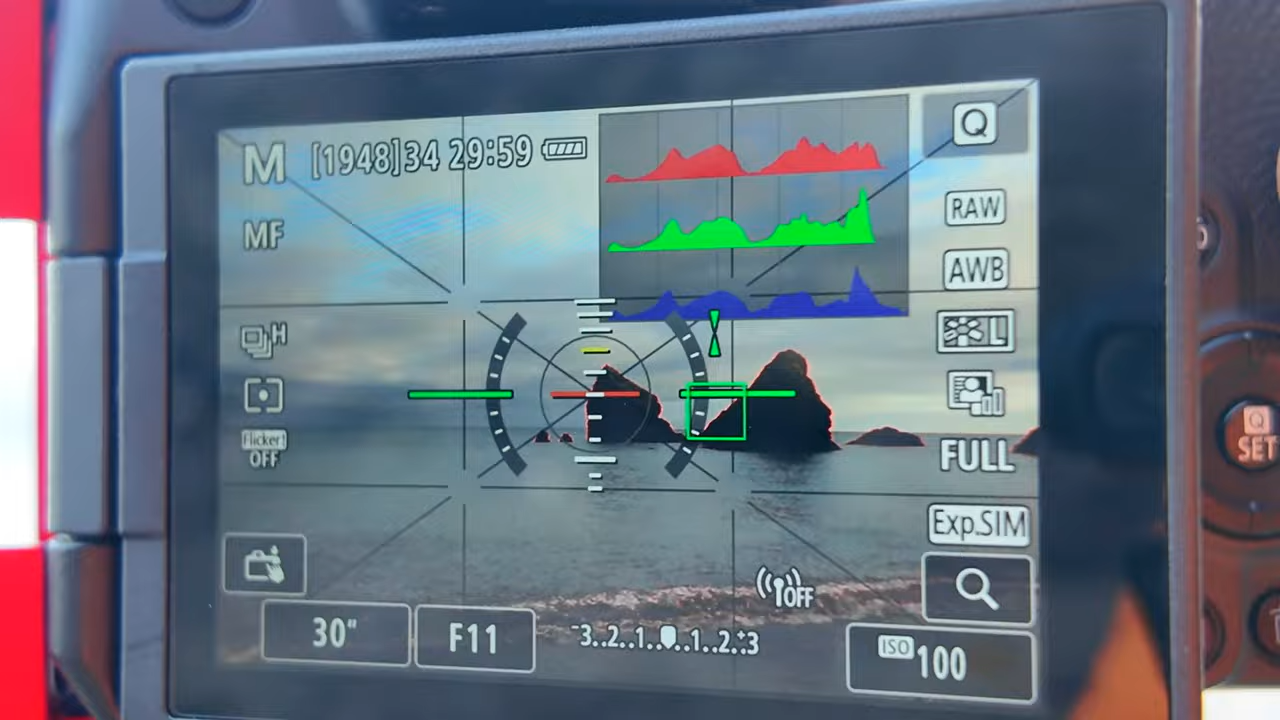 M [1948]34 29:59 Q
MF
RAW
AWB
H
L
Flicker!
OFF
FULL
Q
SET
Exp.SIM
OFF
30" F11 -3..2..1....1..2..+3 ISO 100